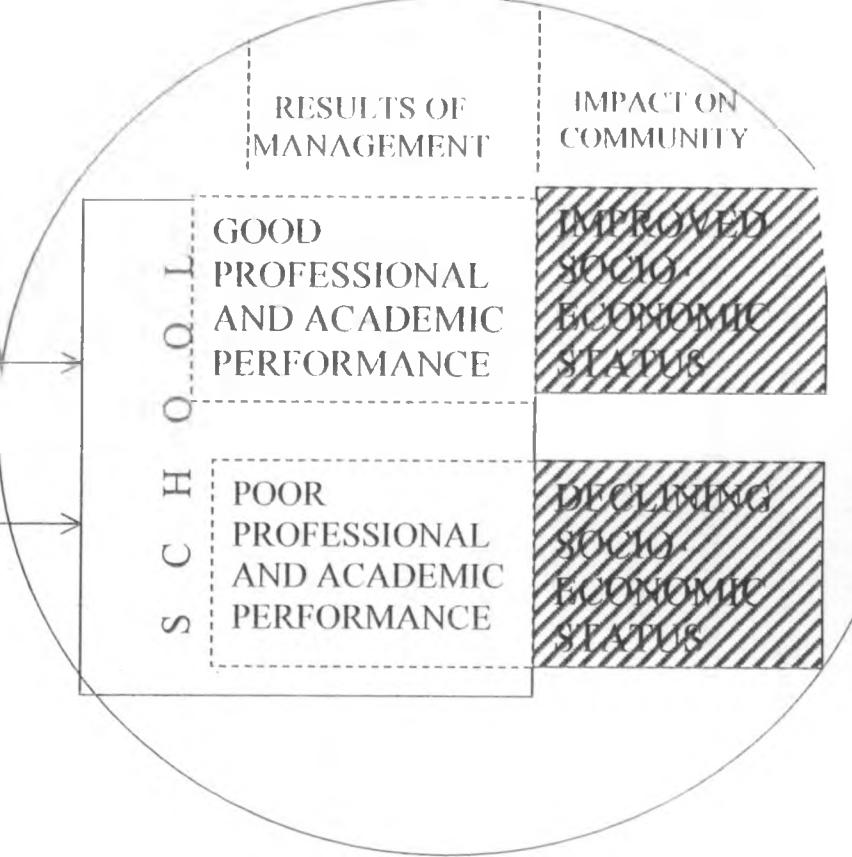 RESULTS OF
MANAGEMENT
IMPACT ON
COMMUNITY
SCHOOL
GOOD
PROFESSIONAL
AND ACADEMIC
PERFORMANCE
IMPROVED
SOCIO-
ECONOMIC
STATUS
POOR
PROFESSIONAL
AND ACADEMIC
PERFORMANCE
DECLINING
SOCIO-
ECONOMIC
STATUS